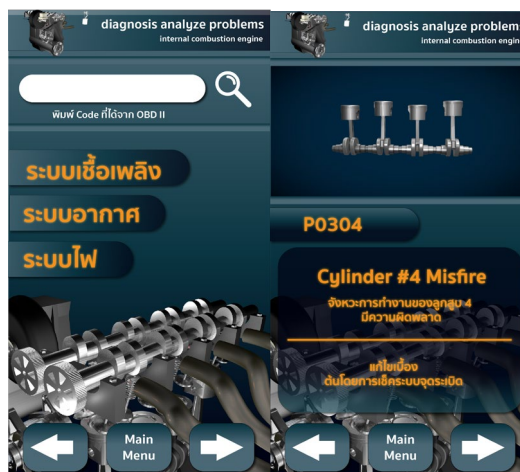 diagnosis analyze problems
internal combustion engine
พิมพ์ Code ที่ได้จาก OBD II
ระบบเชื้อเพลิง
ระบบอากาศ
ระบบไฟ
Main
Menu
diagnosis analyze problems
internal combustion engine
P0304
Cylinder #4 Misfire
จังหวะการทำงานของลูกสูบ 4
มีความผิดพลาด
แก้ไขเบื้อง
ต้นโดยการเช็คระบบจุดระเบิด
Main
Menu